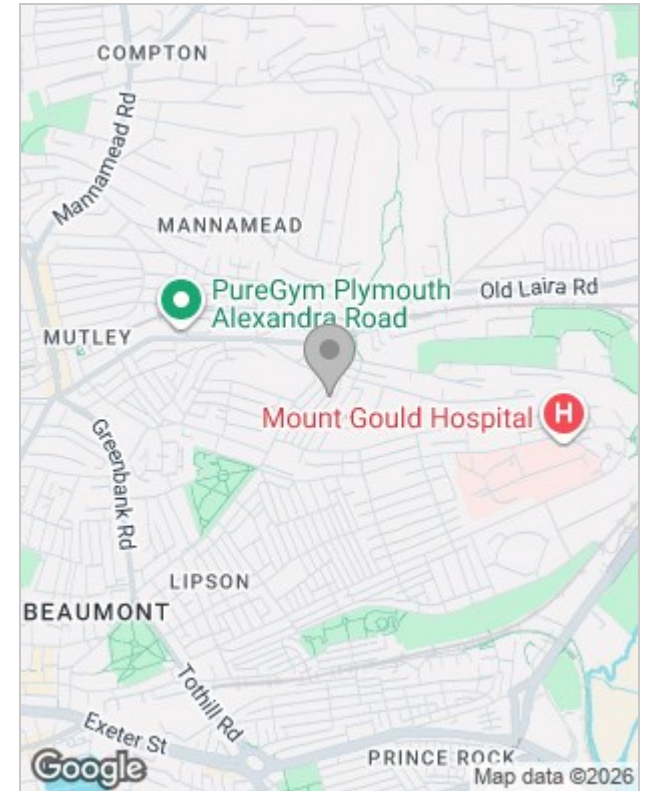 COMPTON
Mannamead Rd
MANNAMEAD
PureGym Plymouth
Alexandra Road
Old Laira Rd
MUTLEY
Mount Gould Hospital
H
Greenbank Rd
LIPSON
BEAUMONT
Tothill Rd
Exeter St
PRINCE ROCK
Google
Map data ©2026